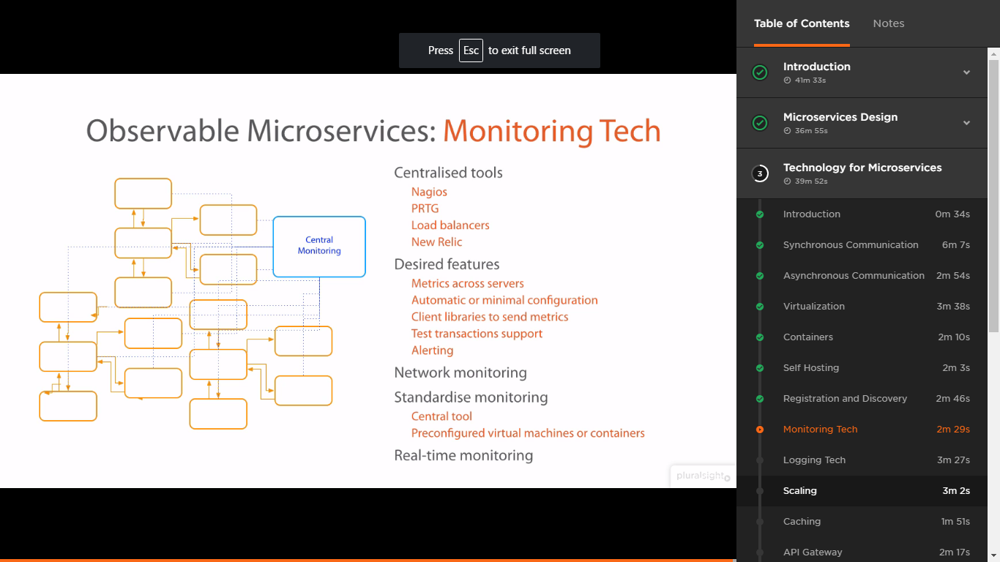 Press Esc to exit full screen
Observable Microservices: Monitoring Tech
Central
Monitoring
Centralised tools
Nagios
PRTG
Load balancers
New Relic
Desired features
Metrics across servers
Automatic or minimal configuration
Client libraries to send metrics
Test transactions support
Alerting
Network monitoring
Standardise monitoring
Central tool
Preconfigured virtual machines or containers
Real-time monitoring
pluralsight
Table of Contents Notes
Introduction
41m 33s
Microservices Design
36m 55s
3 Technology for Microservices
39m 52s
Introduction 0m 34s
Synchronous Communication 6m 7s
Asynchronous Communication 2m 54s
Virtualization 3m 38s
Containers 2m 10s
Self Hosting 2m 3s
Registration and Discovery 2m 46s
Monitoring Tech 2m 29s
Logging Tech 3m 27s
Scaling 3m 2s
Caching 1m 51s
API Gateway 2m 17s